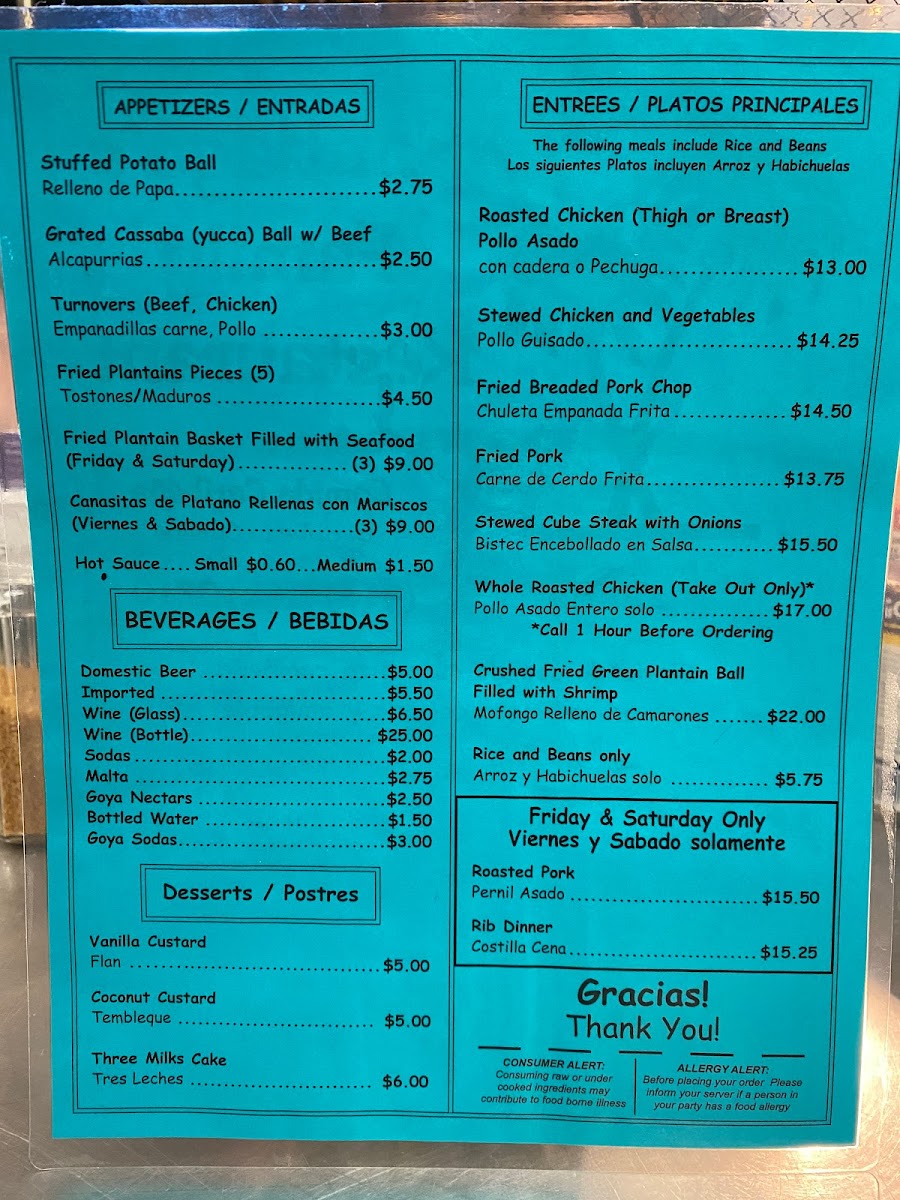 APPETIZERS / ENTRADAS
Stuffed Potato Ball
Relleno de Papa.................................$2.75
Grated Cassaba (yucca) Ball w/ Beef
Alcapurrias......................................$2.50
Turnovers (Beef, Chicken)
Empanadillas carne, Pollo ...................$3.00
Fried Plantains Pieces (5)
Tostones/Maduros ...........................$4.50
Fried Plantain Basket Filled with Seafood
(Friday & Saturday)................. (3) $9.00
Canasitas de Platano Rellenas con Mariscos
(Viernes & Sabado)...................(3) $9.00
Hot Sauce.... Small $0.60...Medium $1.50
BEVERAGES / BEBIDAS
Domestic Beer ..............................$5.00
Imported .....................................$5.50
Wine (Glass)..................................$6.50
Wine (Bottle)............................... $25.00
Sodas .........................................$2.00
Malta .........................................$2.75
Goya Nectars ...............................$2.50
Bottled Water ..............................$1.50
Goya Sodas...................................$3.00
Desserts / Postres
Vanilla Custard
Flan .........................................$5.00
Coconut Custard
Tembleque ................................ $5.00
Three Milks Cake
Tres Leches .............................. $6.00
ENTREES / PLATOS PRINCIPALES
The following meals include Rice and Beans
Los siguientes Platos incluyen Arroz y Habichuelas
Roasted Chicken (Thigh or Breast)
Pollo Asado
con cadera o Pechuga.................... $13.00
Stewed Chicken and Vegetables
Pollo Guisado.............................. $14.25
Fried Breaded Pork Chop
Chuleta Empanada Frita................ $14.50
Fried Pork
Carne de Cerdo Frita................... $13.75
Stewed Cube Steak with Onions
Bistec Encebollado en Salsa........... $15.50
Whole Roasted Chicken (Take Out Only)*
Pollo Asado Entero solo ............... $17.00
*Call 1 Hour Before Ordering
Crushed Fried Green Plantain Ball
Filled with Shrimp
Mofongo Relleno de Camarones ....... $22.00
Rice and Beans only
Arroz y Habichuelas solo .............. $5.75
Friday & Saturday Only
Viernes y Sabado solamente
Roasted Pork
Pernil Asado ...........................$15.50
Rib Dinner
Costilla Cena........................... $15.25
Gracias!
Thank You!
CONSUMER ALERT:
Consuming raw or under
cooked ingredients may
contribute to food borne illness
ALLERGY ALERT:
Before placing your order Please
inform your server if a person in
your party has a food allergy